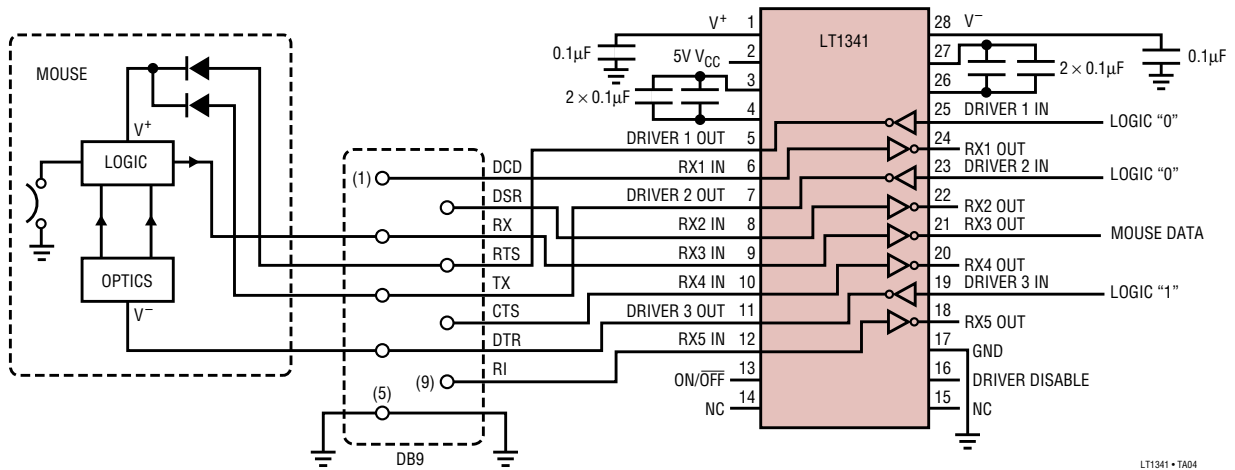 MOUSE
V+
LOGIC
OPTICS
V−
(1)
(9)
(5)
DB9
DCD
DSR
RX
RTS
TX
CTS
DTR
RI
LT1341
V+ 1
0.1µF
5V VCC 2
3
2 × 0.1µF
4
DRIVER 1 OUT 5
RX1 IN 6
DRIVER 2 OUT 7
RX2 IN 8
RX3 IN 9
RX4 IN 10
DRIVER 3 OUT 11
RX5 IN 12
ON/OFF 13
NC 14
28 V−
0.1µF
27
2 × 0.1µF
26
25 DRIVER 1 IN LOGIC “0”
24 RX1 OUT
23 DRIVER 2 IN LOGIC “0”
22 RX2 OUT
21 RX3 OUT MOUSE DATA
20 RX4 OUT
19 DRIVER 3 IN LOGIC “1”
18 RX5 OUT
17 GND
16 DRIVER DISABLE
15 NC
LT1341 • TA04